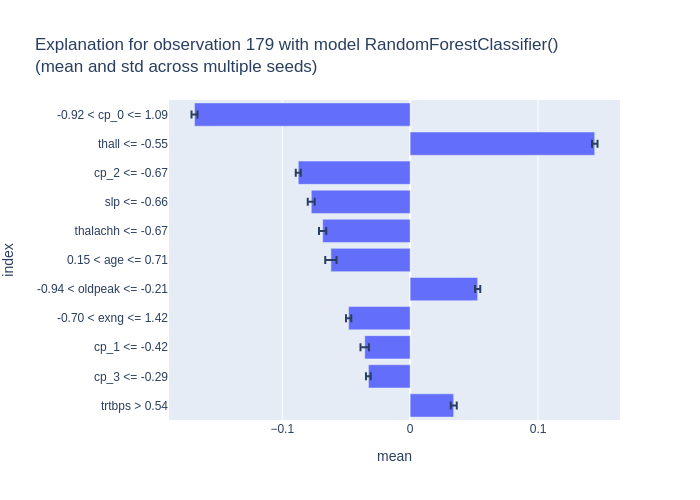 Explanation for observation 179 with model RandomForestClassifier()
(mean and std across multiple seeds)
index
-0.92 < cp_0 <= 1.09
thall <= -0.55
cp_2 <= -0.67
slp <= -0.66
thalachh <= -0.67
0.15 < age <= 0.71
-0.94 < oldpeak <= -0.21
-0.70 < exng <= 1.42
cp_1 <= -0.42
cp_3 <= -0.29
trtbps > 0.54
−0.1 0 0.1
mean